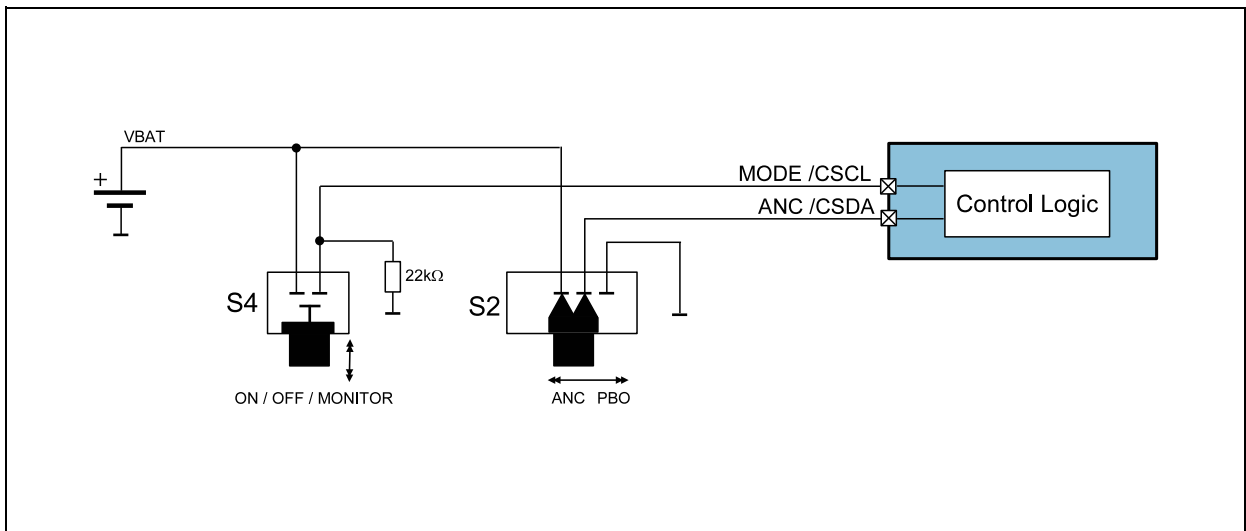 VBAT
+
MODE /CSCL
ANC /CSDA
Control Logic
22kΩ
S4
S2
ON / OFF / MONITOR
ANC PBO